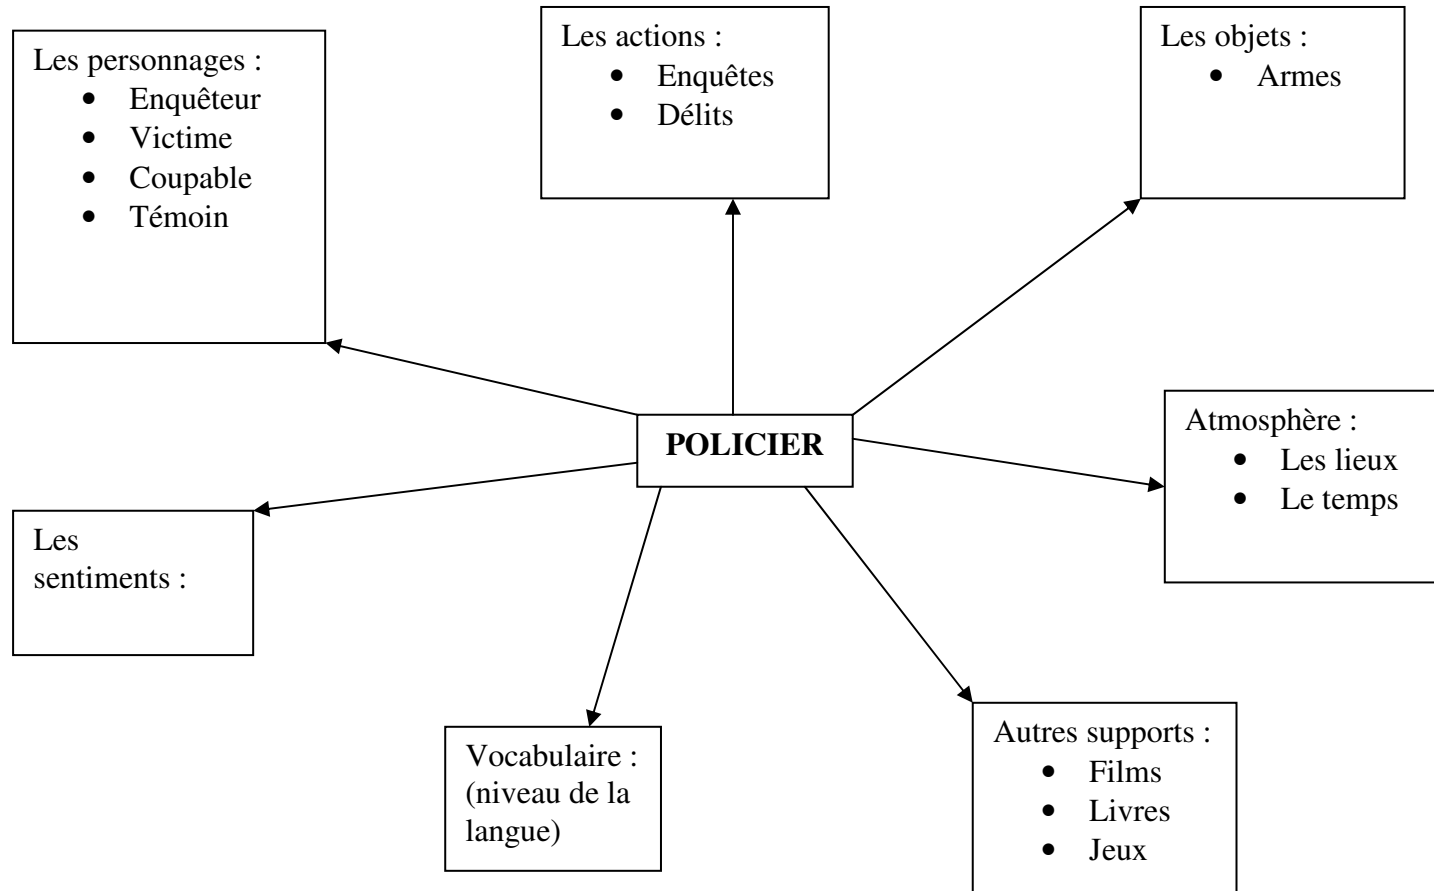 Les personnages :
• Enquêteur
• Victime
• Coupable
• Témoin
Les actions :
• Enquêtes
• Délits
Les objets :
• Armes
POLICIER
Atmosphère :
• Les lieux
• Le temps
Les
sentiments :
Vocabulaire :
(niveau de la
langue)
Autres supports :
• Films
• Livres
• Jeux